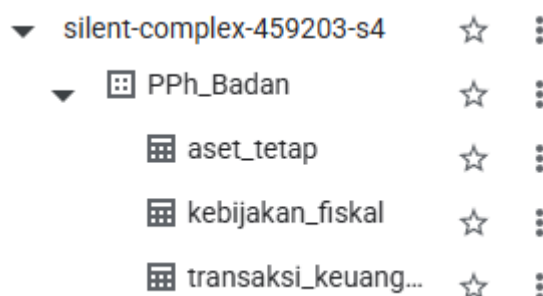 silent-complex-459203-s4
PPh_Badan
aset_tetap
kebijakan_fiskal
transaksi_keuang...